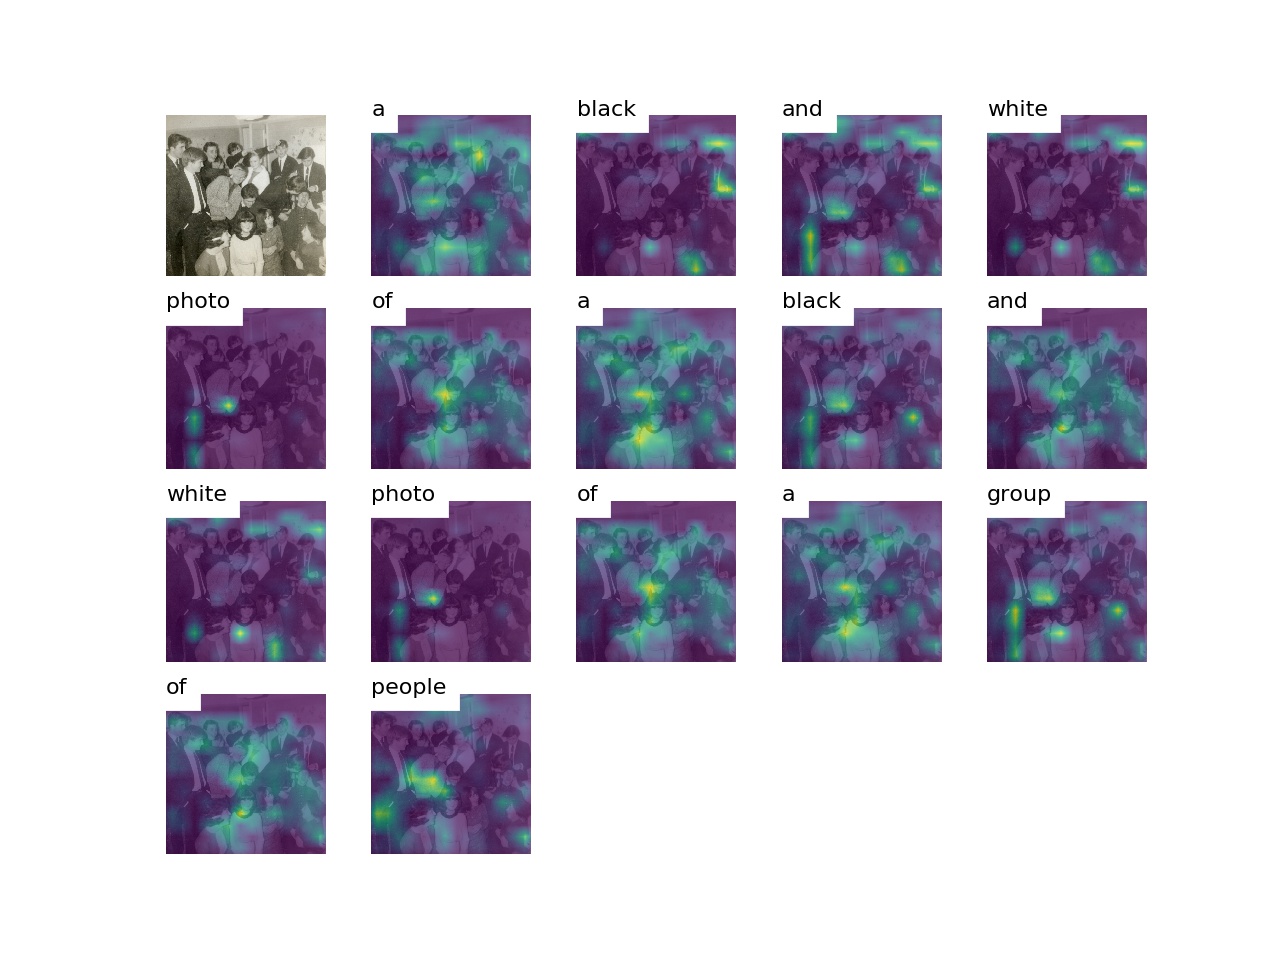 a black and white
photo of a black and
white photo of a group
of people